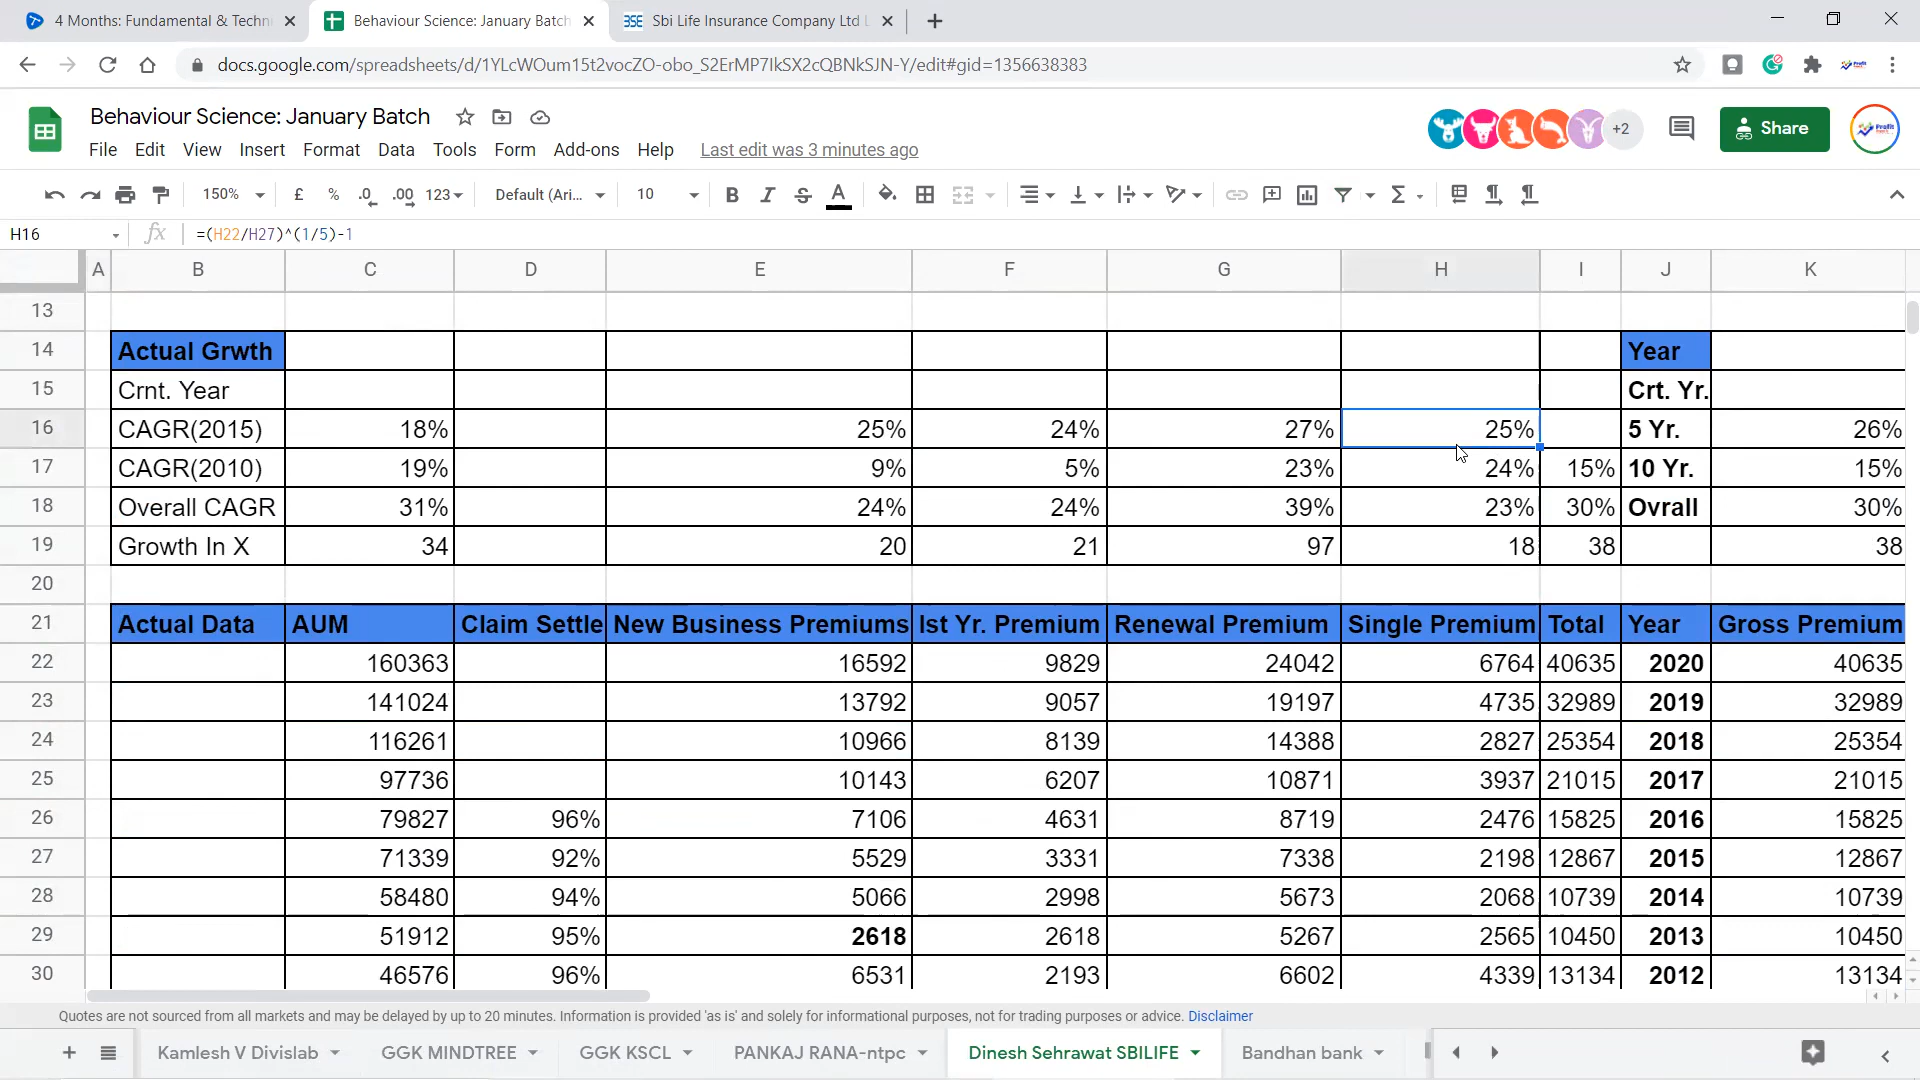 4 Months: Fundamental & Techn
Behaviour Science: January Batch
Sbi Life Insurance Company Ltd L
docs.google.com/spreadsheets/d/1YLcWOum15t2vocZO-obo_S2ErMP7IkSX2cQBNkSJN-Y/edit#gid=1356638383
Behaviour Science: January Batch
+2
Share
File Edit View Insert Format Data Tools Form Add-ons Help Last edit was 3 minutes ago
150% £ % .0 .00 123 Default (Ari... 10 B I S A Σ
H16 fx =(H22/H27)^(1/5)-1
A B C D E F G H I J K
13
14 Actual Grwth Year
15 Crnt. Year Crt. Yr.
16 CAGR(2015) 18% 25% 24% 27% 25% 5 Yr. 26%
17 CAGR(2010) 19% 9% 5% 23% 24% 15% 10 Yr. 15%
18 Overall CAGR 31% 24% 24% 39% 23% 30% Ovrall 30%
19 Growth In X 34 20 21 97 18 38 38
20
21 Actual Data AUM Claim Settle New Business Premiums Ist Yr. Premium Renewal Premium Single Premium Total Year Gross Premium
22 160363 16592 9829 24042 6764 40635 2020 40635
23 141024 13792 9057 19197 4735 32989 2019 32989
24 116261 10966 8139 14388 2827 25354 2018 25354
25 97736 10143 6207 10871 3937 21015 2017 21015
26 79827 96% 7106 4631 8719 2476 15825 2016 15825
27 71339 92% 5529 3331 7338 2198 12867 2015 12867
28 58480 94% 5066 2998 5673 2068 10739 2014 10739
29 51912 95% 2618 2618 5267 2565 10450 2013 10450
30 46576 96% 6531 2193 6602 4339 13134 2012 13134
Quotes are not sourced from all markets and may be delayed by up to 20 minutes. Information is provided 'as is' and solely for informational purposes, not for trading purposes or advice. Disclaimer
Kamlesh V Divislab GGK MINDTREE GGK KSCL PANKAJ RANA-ntpc Dinesh Sehrawat SBILIFE Bandhan bank